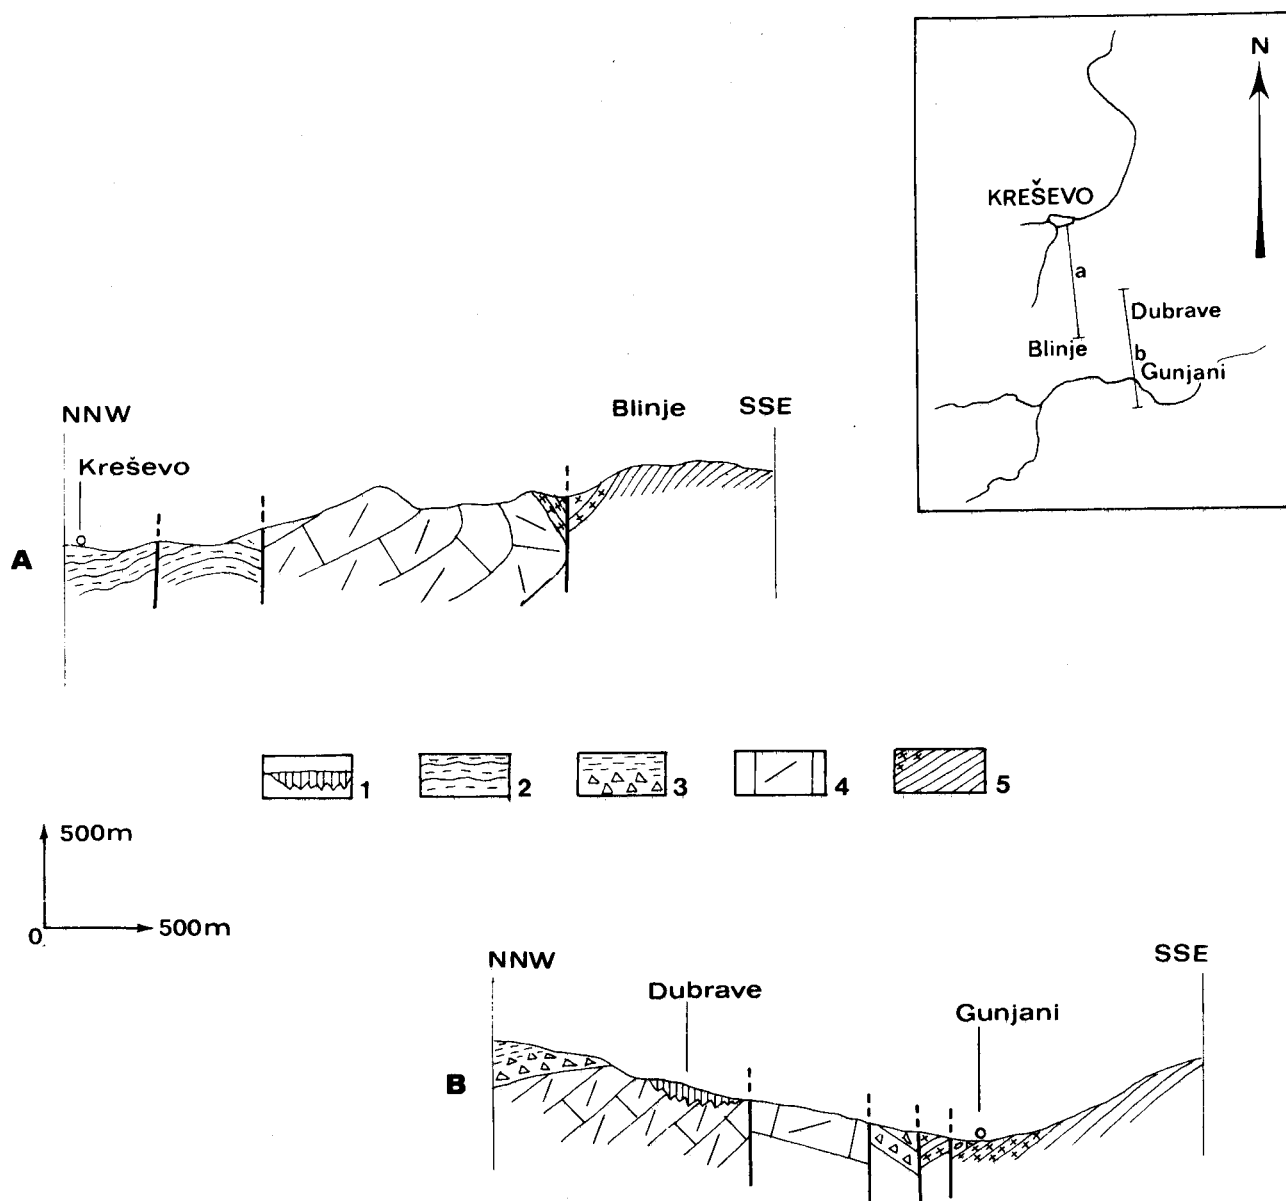 N
KREŠEVO
a
Dubrave
Blinje
b
Gunjani
NNW
Blinje
SSE
Kreševo
A
1
2
3
4
5
500m
0
500m
NNW
SSE
Dubrave
Gunjani
B